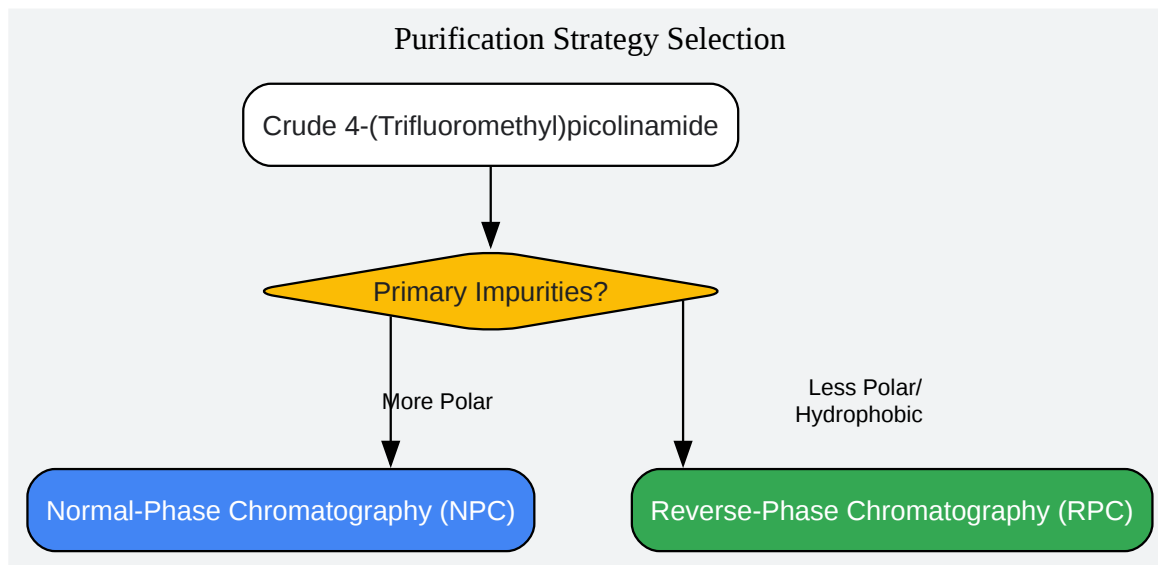 Purification Strategy Selection
Crude 4-(Trifluoromethyl)picolinamide
Primary Impurities?
More Polar
Less Polar/
Hydrophobic
Normal-Phase Chromatography (NPC)
Reverse-Phase Chromatography (RPC)